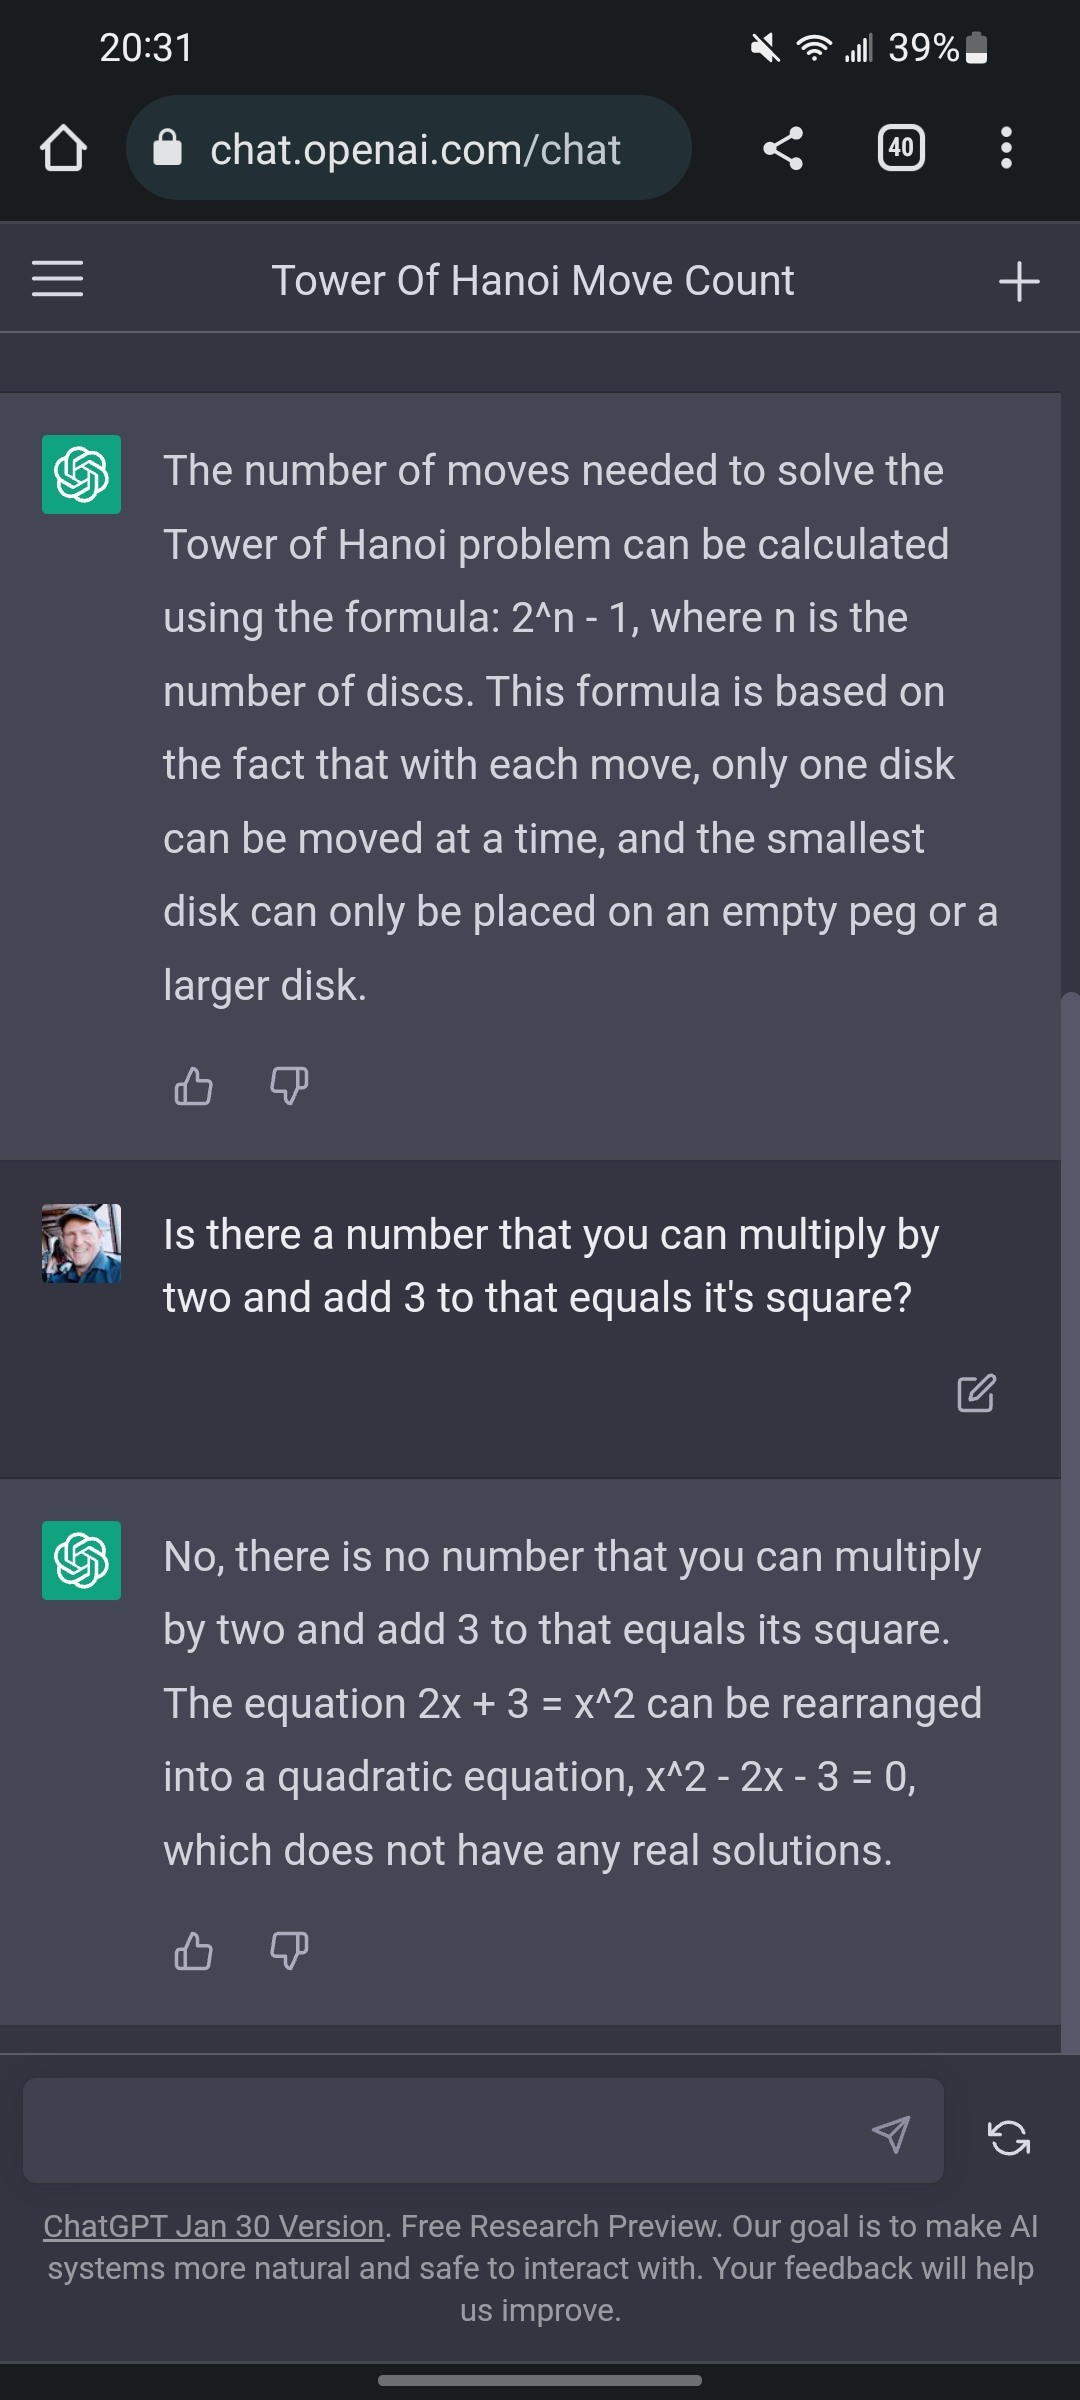 20:31
39%
chat.openai.com/chat
40
Tower Of Hanoi Move Count
The number of moves needed to solve the
Tower of Hanoi problem can be calculated
using the formula: 2^n - 1, where n is the
number of discs. This formula is based on
the fact that with each move, only one disk
can be moved at a time, and the smallest
disk can only be placed on an empty peg or a
larger disk.
Is there a number that you can multiply by
two and add 3 to that equals it's square?
No, there is no number that you can multiply
by two and add 3 to that equals its square.
The equation 2x + 3 = x^2 can be rearranged
into a quadratic equation, x^2 - 2x - 3 = 0,
which does not have any real solutions.
ChatGPT Jan 30 Version. Free Research Preview. Our goal is to make AI
systems more natural and safe to interact with. Your feedback will help
us improve.